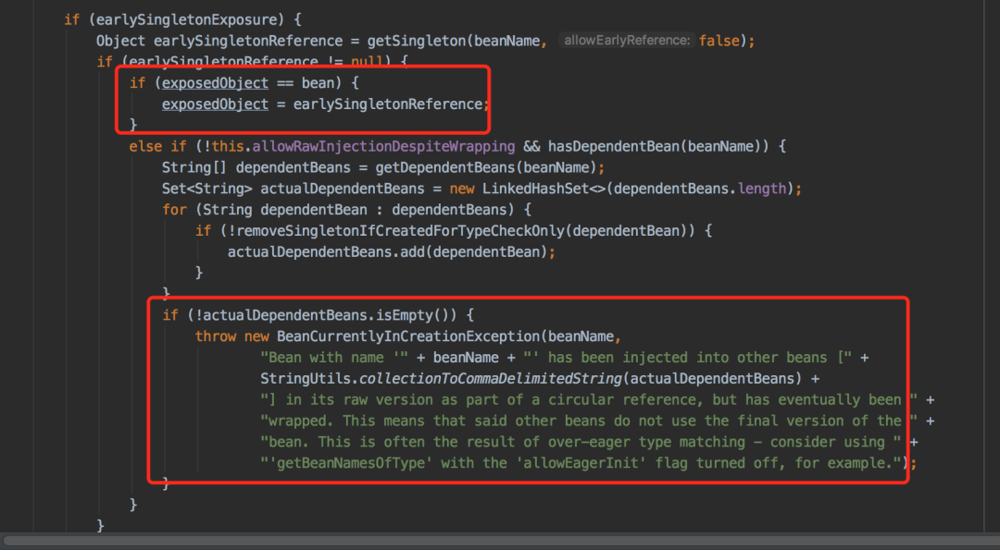 if (earlySingletonExposure) {
Object earlySingletonReference = getSingleton(beanName, allowEarlyReference: false);
if (earlySingletonReference != null) {
if (exposedObject == bean) {
exposedObject = earlySingletonReference;
}
else if (!this.allowRawInjectionDespiteWrapping && hasDependentBean(beanName)) {
String[] dependentBeans = getDependentBeans(beanName);
Set<String> actualDependentBeans = new LinkedHashSet<>(dependentBeans.length);
for (String dependentBean : dependentBeans) {
if (!removeSingletonIfCreatedForTypeCheckOnly(dependentBean)) {
actualDependentBeans.add(dependentBean);
}
}
if (!actualDependentBeans.isEmpty()) {
throw new BeanCurrentlyInCreationException(beanName,
"Bean with name '" + beanName + "' has been injected into other beans [" +
StringUtils.collectionToCommaDelimitedString(actualDependentBeans) +
"] in its raw version as part of a circular reference, but has eventually been " +
"wrapped. This means that said other beans do not use the final version of the " +
"bean. This is often the result of over-eager type matching - consider using " +
"'getBeanNamesOfType' with the 'allowEagerInit' flag turned off, for example.");
}
}
}